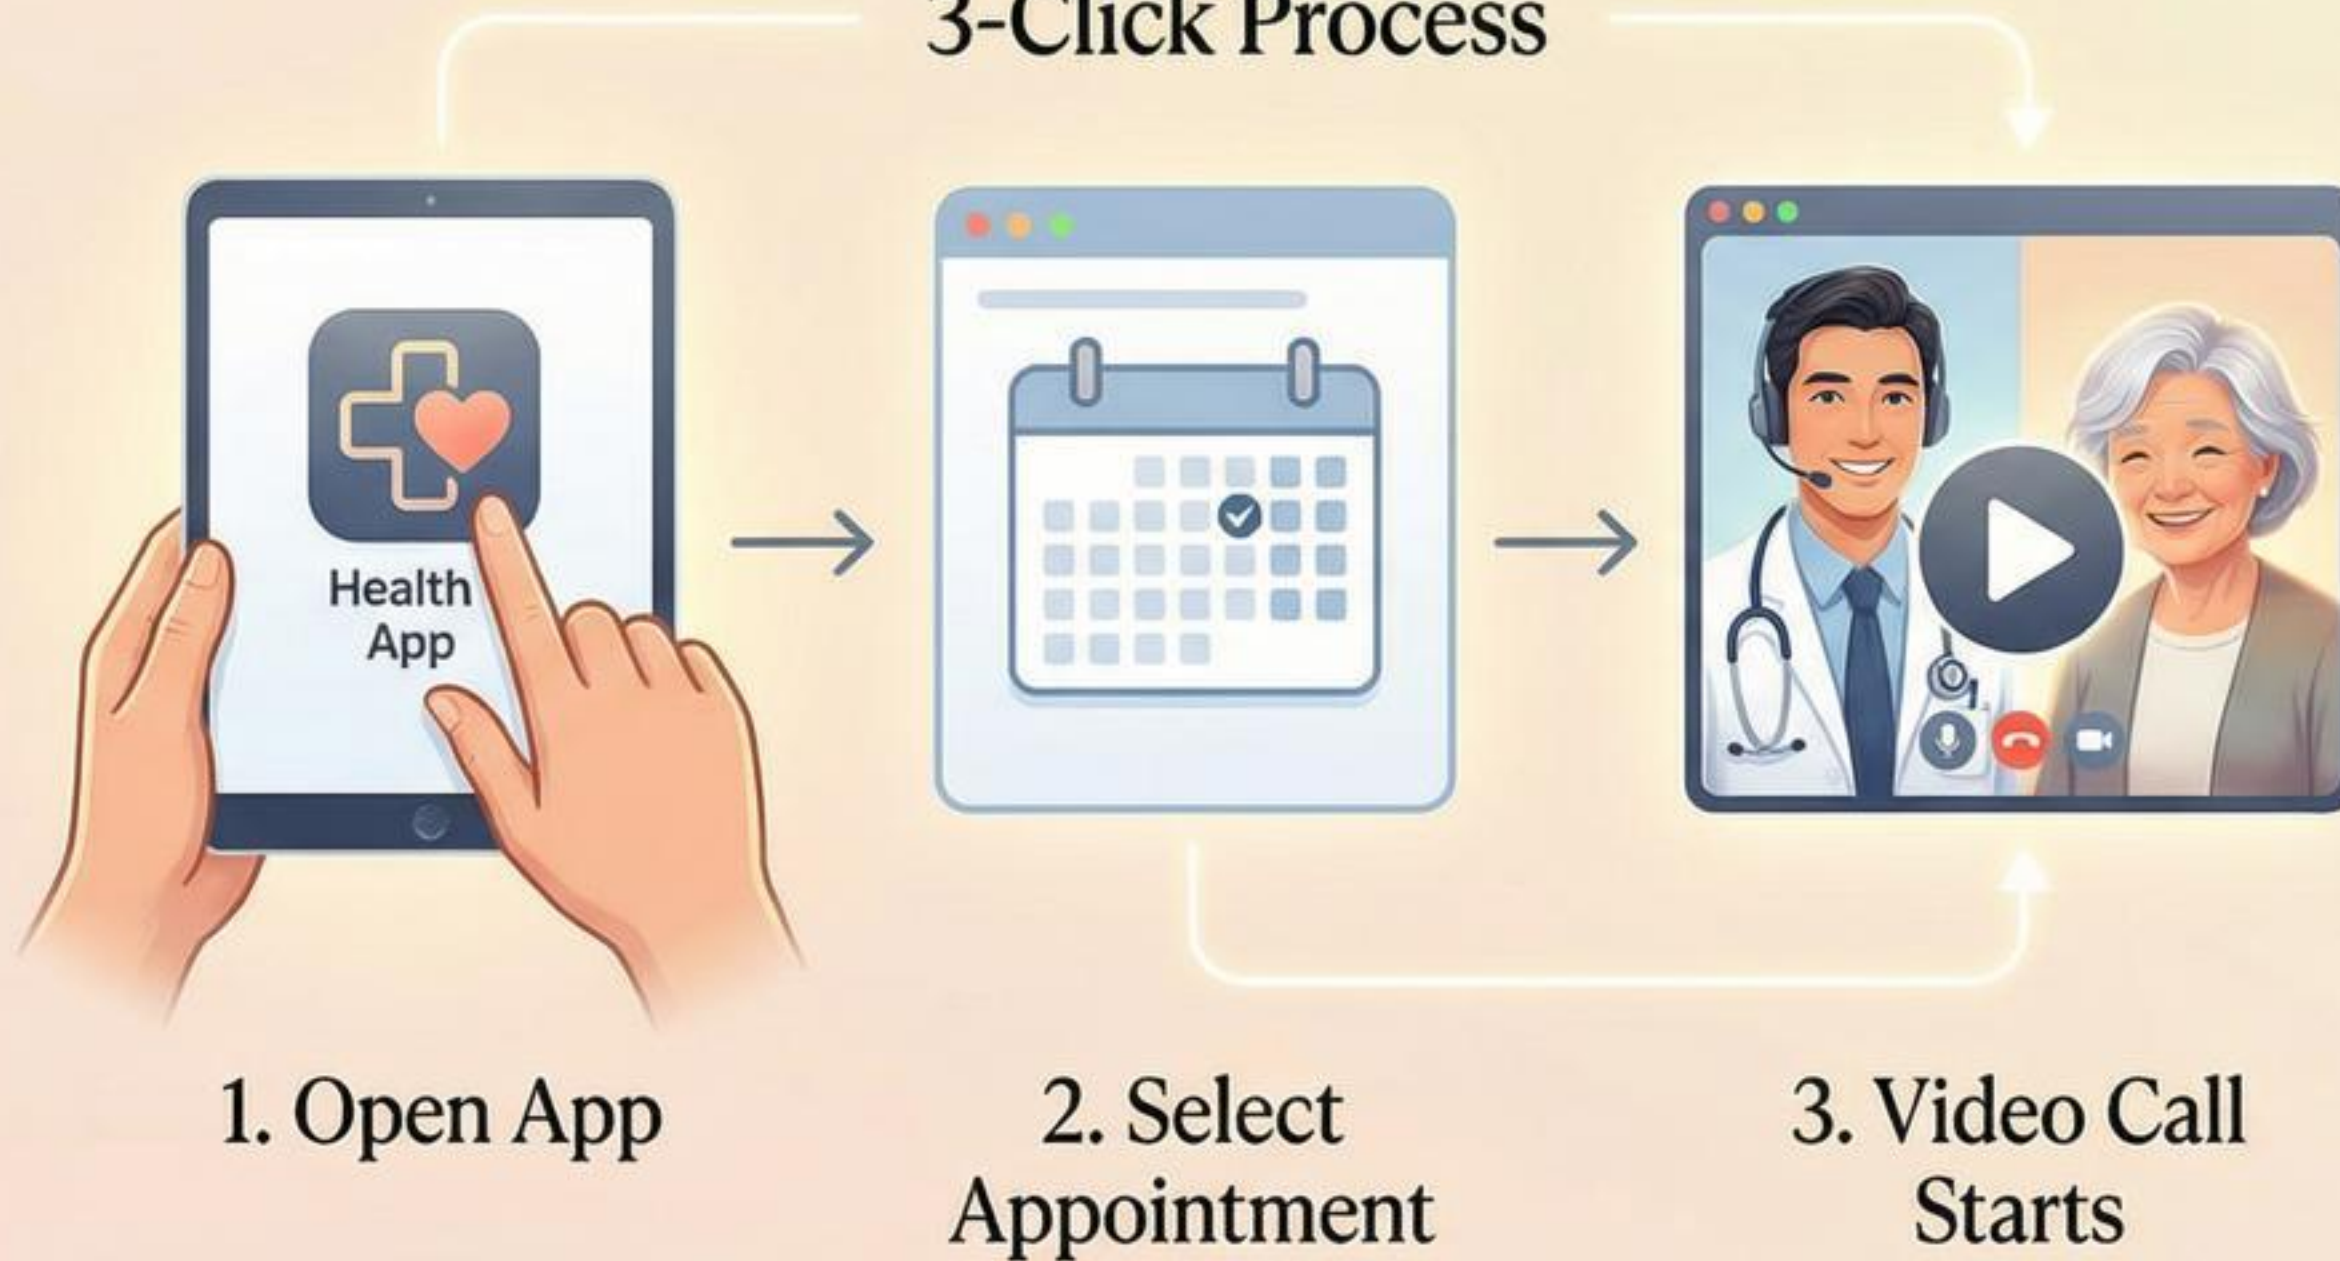 3-Click Process
Health
App
1. Open App
2. Select
Appointment
3. Video Call
Starts